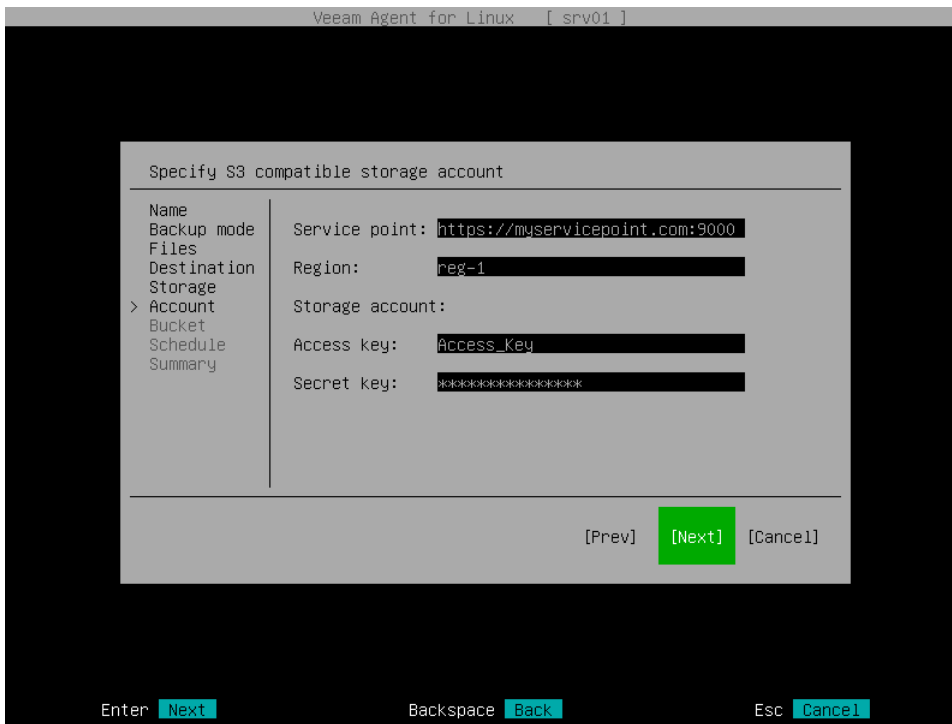 Veeam Agent for Linux [ srv01 ]
Specify S3 compatible storage account
Name
Backup mode
Files
Destination
Storage
> Account
Bucket
Schedule
Summary
Service point: https://myservicepoint.com:9000
Region: reg-1
Storage account:
Access key: Access_Key
Secret key: ***************
[Prev] [Next] [Cancel]
Enter Next Backspace Back Esc Cancel